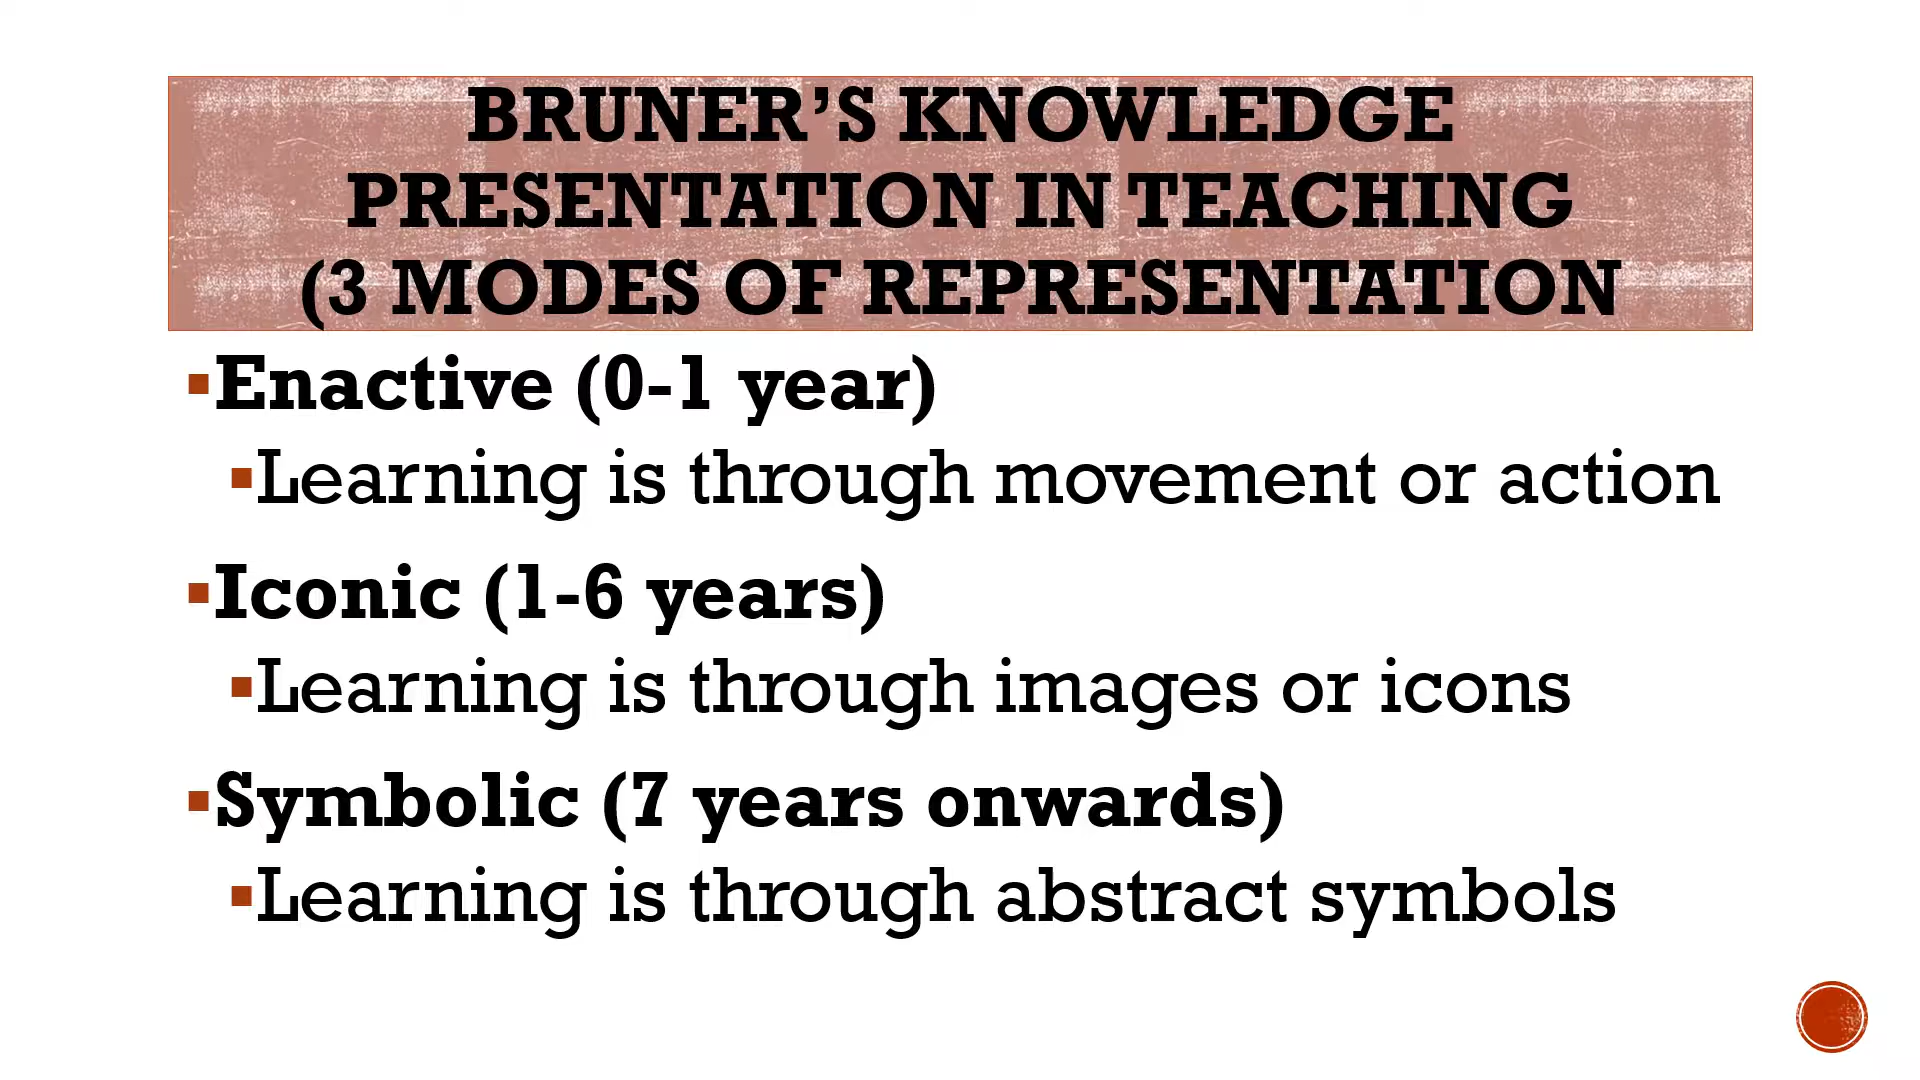 BRUNER’S KNOWLEDGE
PRESENTATION IN TEACHING
(3 MODES OF REPRESENTATION
▪Enactive (0-1 year)
▪Learning is through movement or action
▪Iconic (1-6 years)
▪Learning is through images or icons
▪Symbolic (7 years onwards)
▪Learning is through abstract symbols